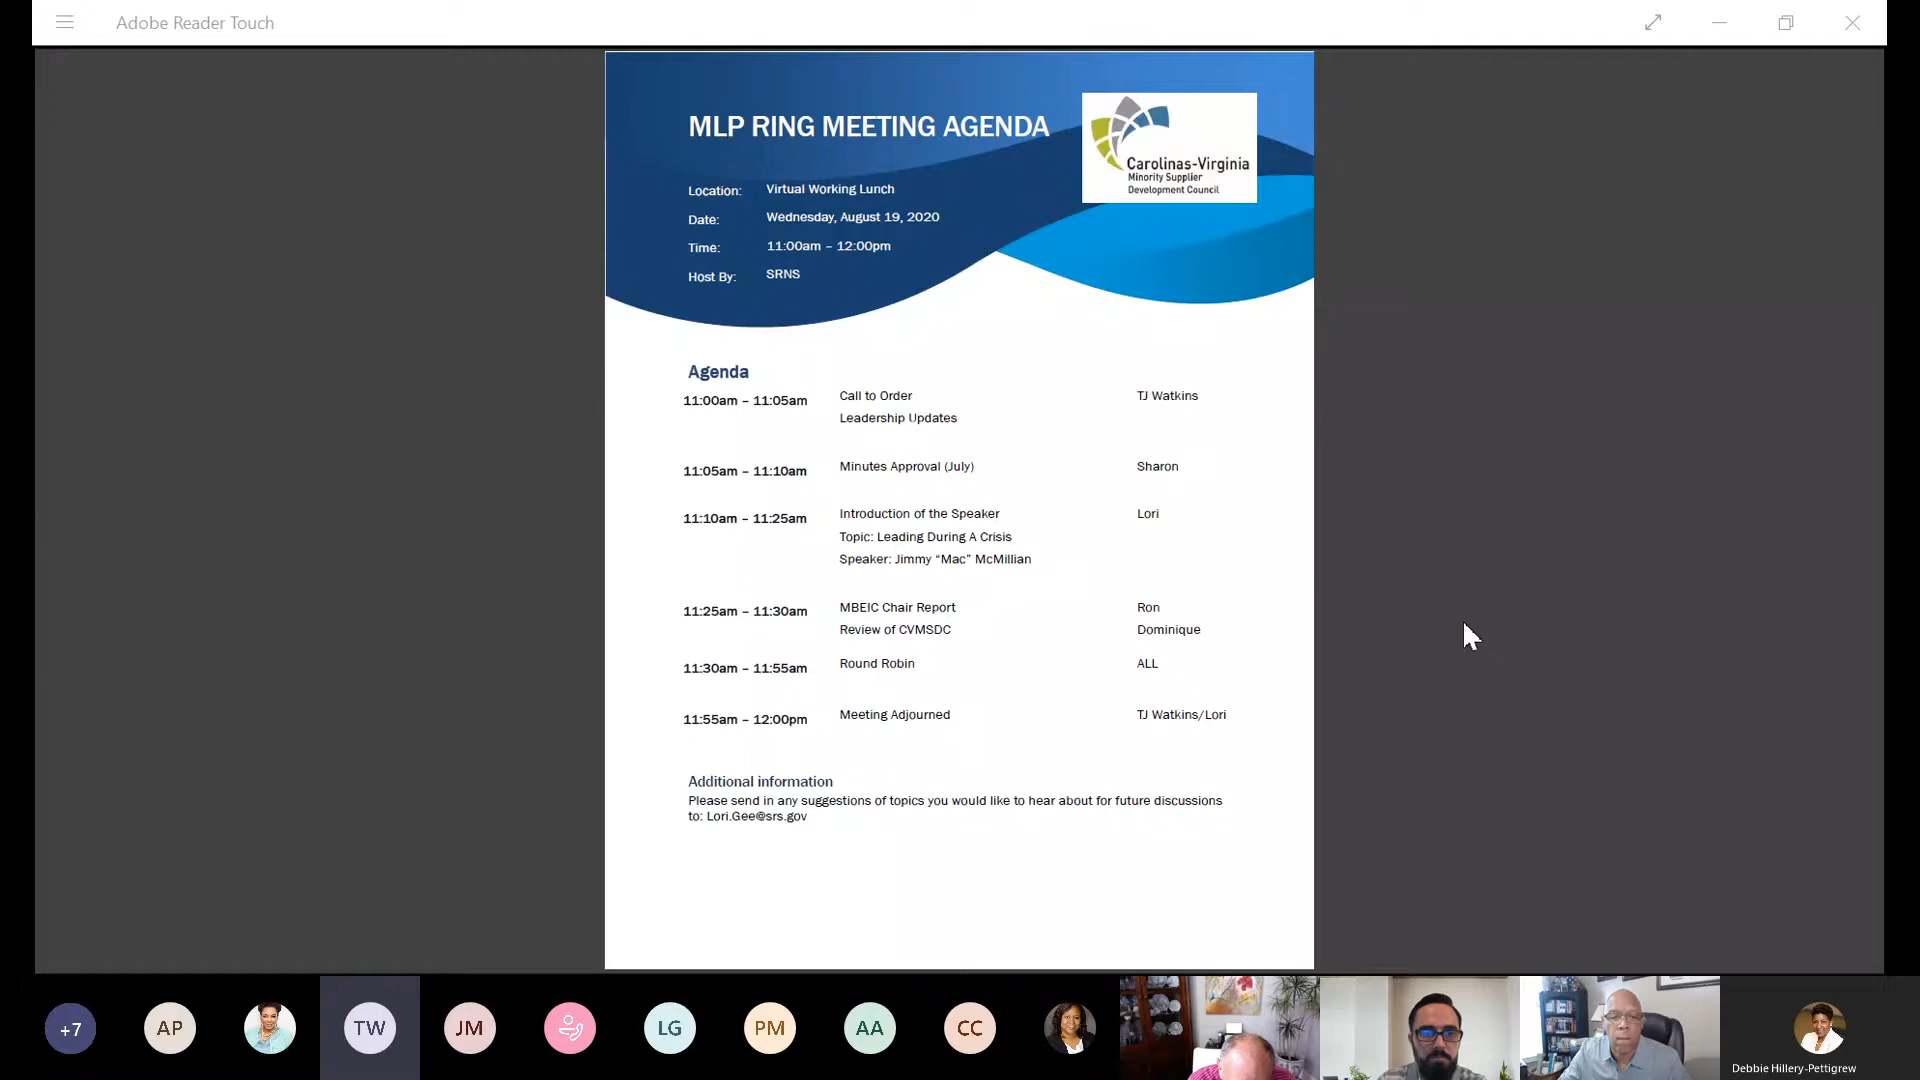 Adobe Reader Touch
MLP RING MEETING AGENDA
Carolinas-Virginia
Minority Supplier
Development Council
Location: Virtual Working Lunch
Date: Wednesday, August 19, 2020
Time: 11:00am – 12:00pm
Host By: SRNS
Agenda
11:00am – 11:05am Call to Order TJ Watkins
Leadership Updates
11:05am – 11:10am Minutes Approval (July) Sharon
11:10am – 11:25am Introduction of the Speaker Lori
Topic: Leading During A Crisis
Speaker: Jimmy “Mac” McMillian
11:25am – 11:30am MBEIC Chair Report Ron
Review of CVMSDC Dominique
11:30am – 11:55am Round Robin ALL
11:55am – 12:00pm Meeting Adjourned TJ Watkins/Lori
Additional information
Please send in any suggestions of topics you would like to hear about for future discussions
to: Lori.Gee@srs.gov
+7 AP TW JM LG PM AA CC
Debbie Hillery-Pettigrew